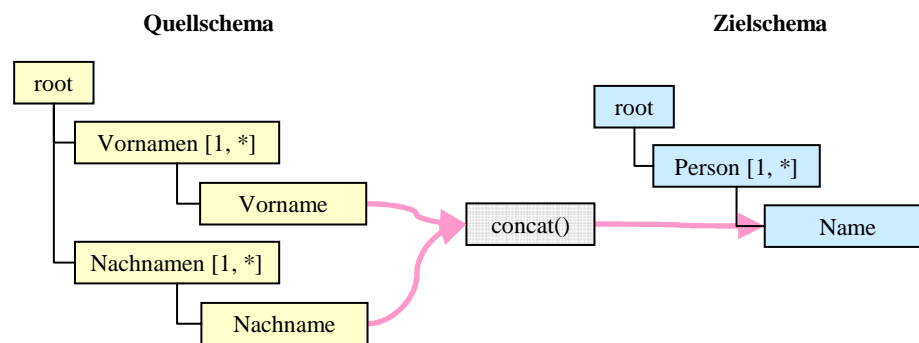 Quellschema
Zielschema
root
Vornamen [1, *]
Vorname
Nachnamen [1, *]
Nachname
concat()
root
Person [1, *]
Name